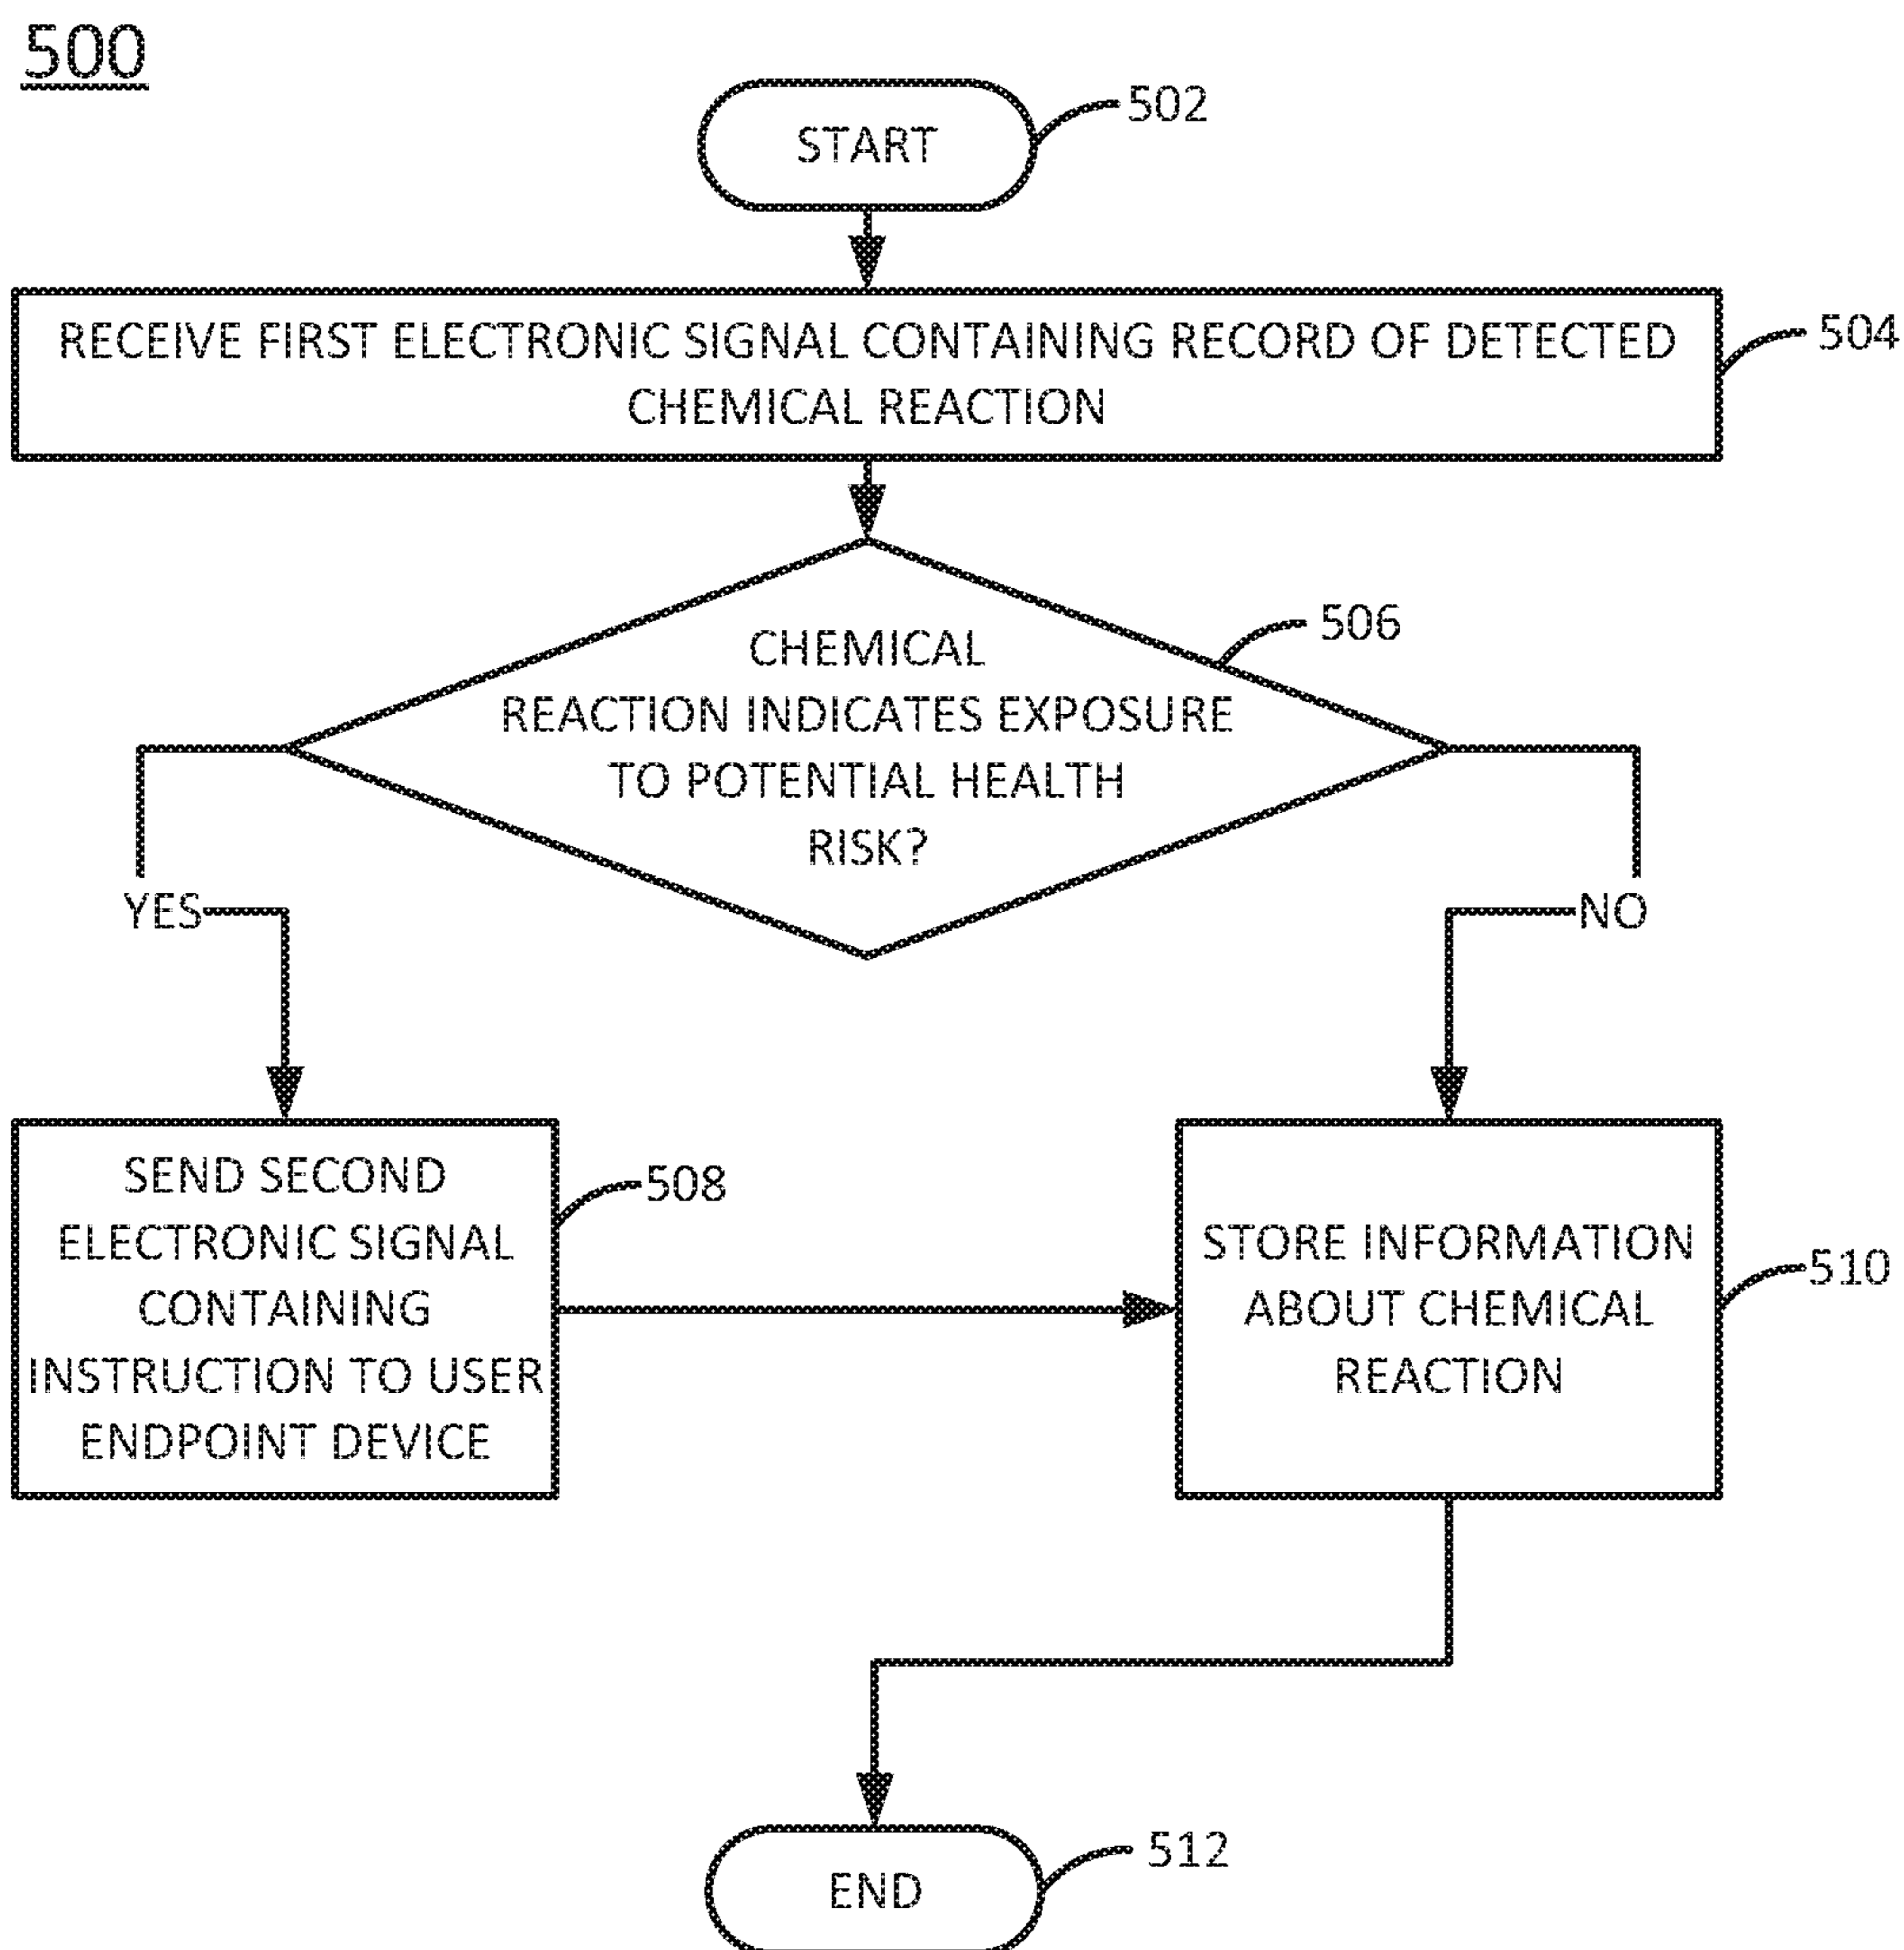 500
START
502
RECEIVE FIRST ELECTRONIC SIGNAL CONTAINING RECORD OF DETECTED
CHEMICAL REACTION
504
CHEMICAL
REACTION INDICATES EXPOSURE
TO POTENTIAL HEALTH
RISK?
506
YES
NO
SEND SECOND
ELECTRONIC SIGNAL
CONTAINING
INSTRUCTION TO USER
ENDPOINT DEVICE
508
STORE INFORMATION
ABOUT CHEMICAL
REACTION
510
END
512